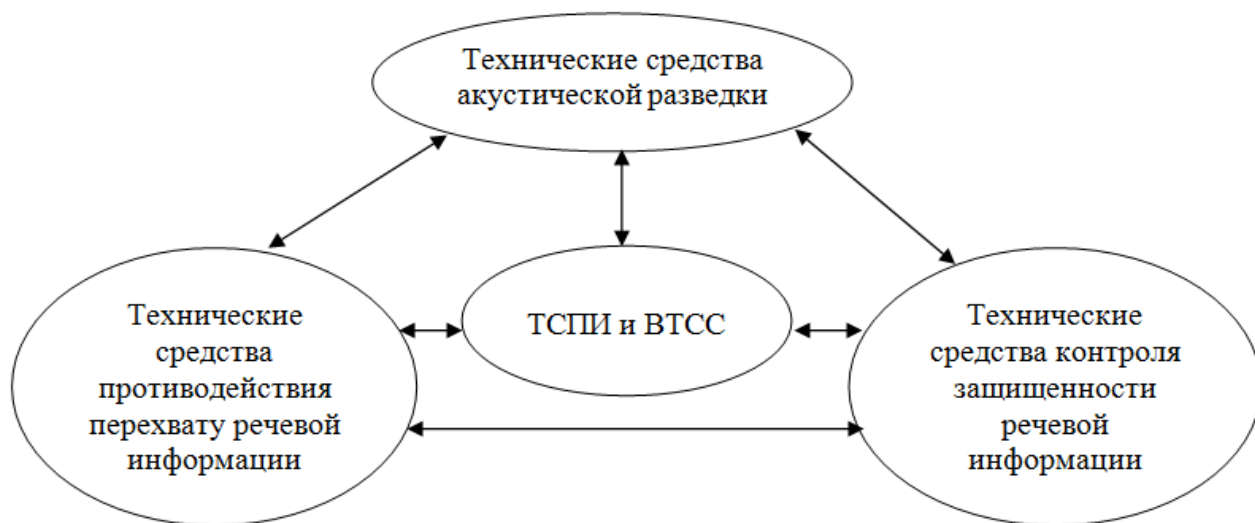 Технические средства
акустической разведки
Технические
средства
противодействия
перехвату речевой
информации
ТСПИ и ВТСС
Технические
средства контроля
защищенности
речевой
информации